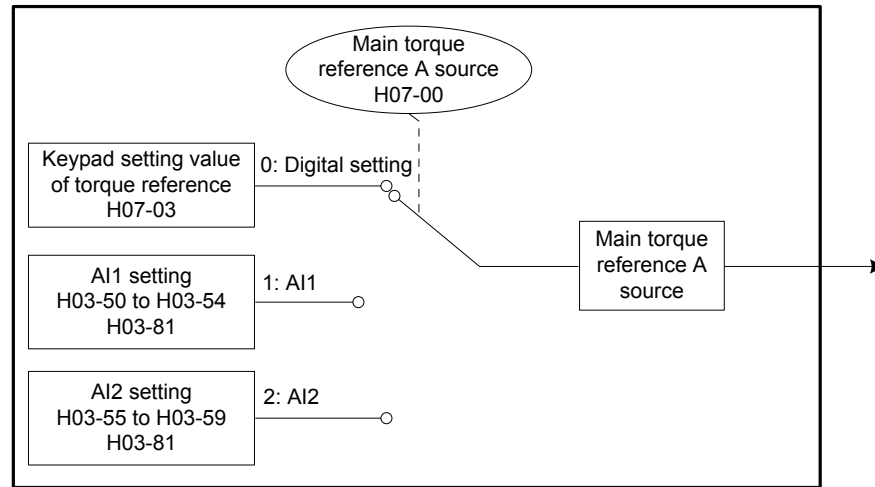 Main torque
reference A source
H07-00
Keypad setting value
of torque reference
H07-03
0: Digital setting
Main torque
reference A
source
AI1 setting
H03-50 to H03-54
H03-81
1: AI1
AI2 setting
H03-55 to H03-59
H03-81
2: AI2